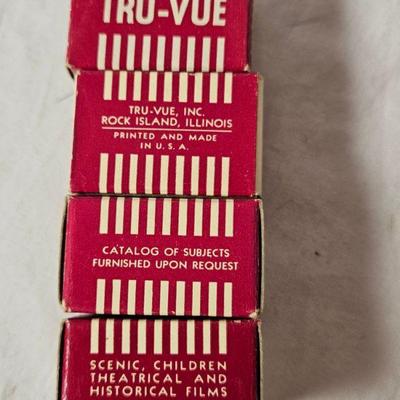 TRU-VUE
TRU-VUE, INC.
ROCK ISLAND, ILLINOIS
PRINTED AND MADE
IN U. S. A.
CATALOG OF SUBJECTS
FURNISHED UPON REQUEST
SCENIC, CHILDREN
THEATRICAL AND
HISTORICAL FILMS